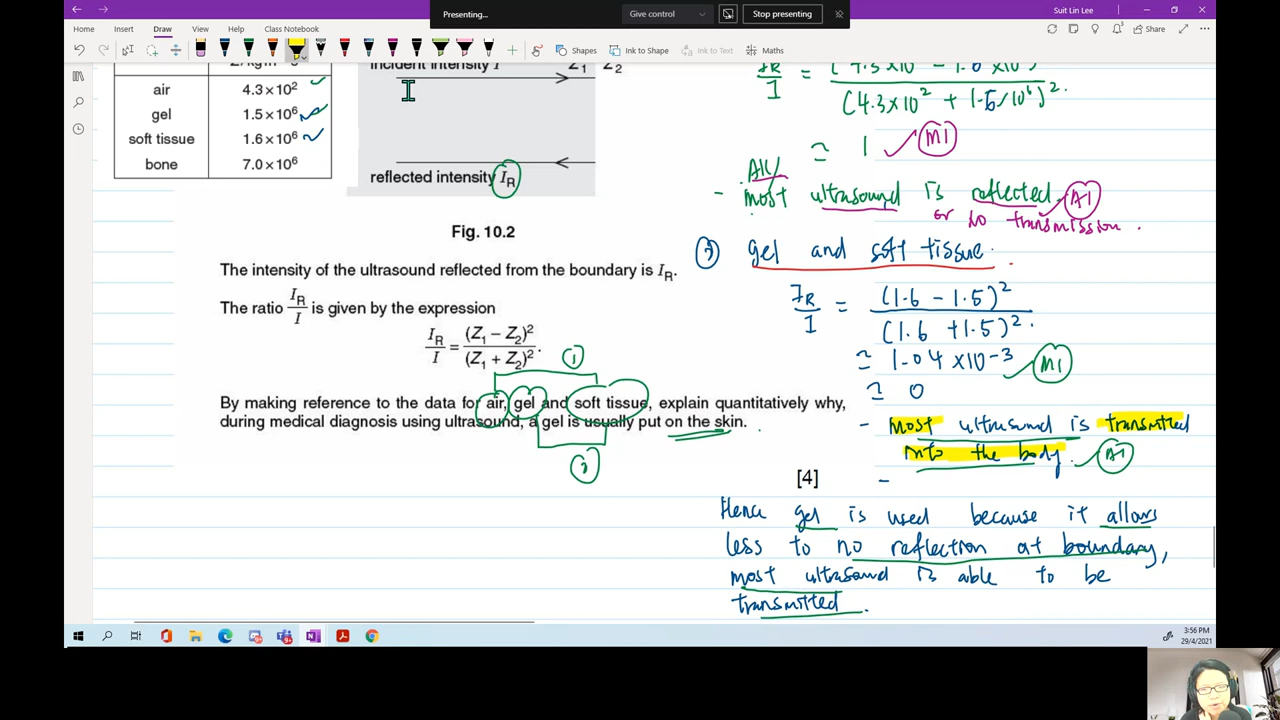 Presenting...
Give control
Stop presenting
Suit Lin Lee
Home Insert Draw View Help Class Notebook
Share
Shapes
Ink to Shape
Ink to Text
Maths
air 4.3 × 10²
gel 1.5 × 10⁶
soft tissue 1.6 × 10⁶
bone 7.0 × 10⁶
incident intensity I
Z₁ Z₂
reflected intensity I_R
Fig. 10.2
The intensity of the ultrasound reflected from the boundary is I_R.
The ratio I_R/I is given by the expression
I_R/I = (Z₁ – Z₂)²/(Z₁ + Z₂)².
①
By making reference to the data for air, gel and soft tissue, explain quantitatively why,
during medical diagnosis using ultrasound, a gel is usually put on the skin.
②
[4]
(4.3×10² + 1.6×10⁶)².
≃ 1 M1
All/
- most ultrasound is reflected. A1
or no transmission.
② gel and soft tissue.
I_R/I = (1.6 - 1.5)²/(1.6 + 1.5)².
≃ 1.04 ×10⁻³ M1
≃ 0
- most ultrasound is transmitted
into the body. A1
-
Hence gel is used because it allows
less to no reflection at boundary,
most ultrasound is able to be
transmitted.
3:56 PM
29/4/2021